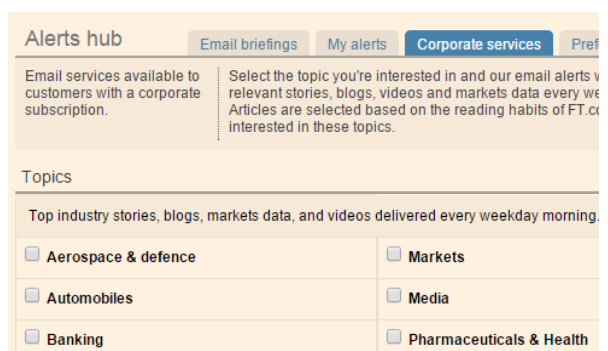 Alerts hub
Email briefings
My alerts
Corporate services
Email services available to
customers with a corporate
subscription.
Select the topic you're interested in and our email alerts
relevant stories, blogs, videos and markets data every
Articles are selected based on the reading habits of
interested in these topics.
Topics
Top industry stories, blogs, markets data, and videos delivered every weekday morning.
Aerospace & defence
Markets
Automobiles
Media
Banking
Pharmaceuticals & Health